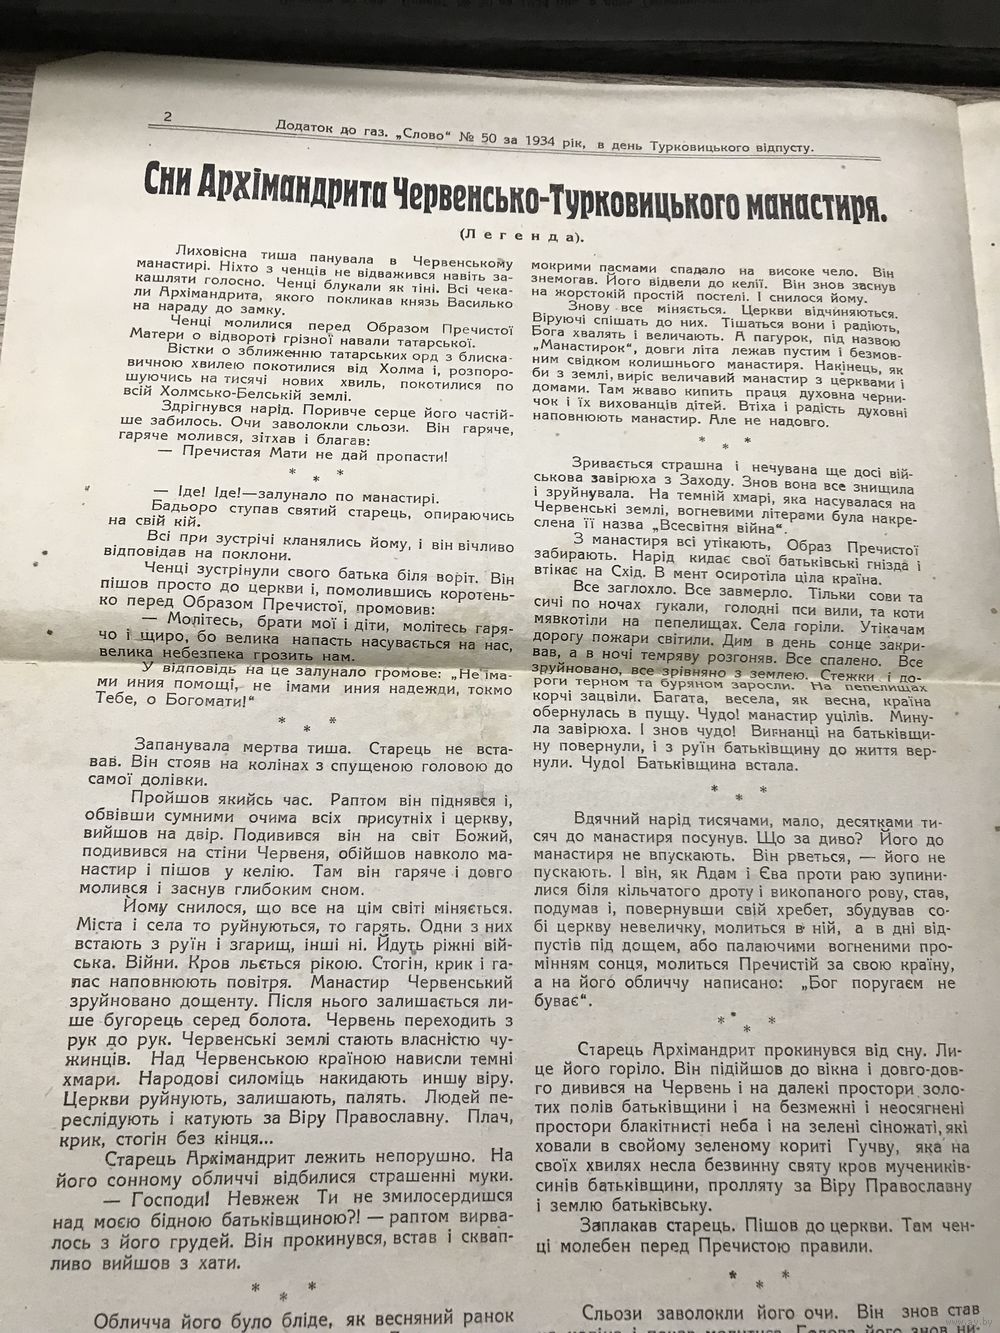 2
Додаток до газ. „Слово" № 50 за 1934 рік, в день Турковицького відпусту.
Сни Архімандрита Червенсько-Турковицького манастиря.
(Легенда).
Лиховісна тиша панувала в Червенському
манастирі. Ніхто з ченців не відважився навіть за-
кашляти голосно. Ченці блукали як тіні. Всі чека-
ли Архімандрита, якого покликав князь Василько
на нараду до замку.
Ченці молилися перед Образом Пречистої
Матери о відвороті грізної навали татарської.
Вістки о зближенню татарських орд з блиска-
вичною хвилею покотилися від Холма і, розпоро-
шуючись на тисячі нових хвиль, покотилися по
всій Холмсько-Бельській землі.
Здрігнувся нарід. Поривче серце його частій-
ше забилось. Очи заволокли сльози. Він гаряче,
гаряче молився, зітхав і благав:
— Пречистая Мати не дай пропасти!
* * *
— Іде! Іде!—залунало по манастирі.
Бадьоро ступав святий старець, опираючись
на свій кій.
Всі при зустрічі кланялись йому, і він вічливо
відповідав на поклони.
Ченці зустрінули свого батька біля воріт. Він
пішов просто до церкви і, помолившись коротень-
ко перед Образом Пречистої, промовив:
— Молітесь, брати мої і діти, молітесь гаря-
чо і щиро, бо велика напасть насувається на нас,
велика небезпека грозить нам.
У відповідь на це залунало громове: „Не іма-
ми иния помощі, не імами иния надежди, токмо
Тебе, о Богомати!"
* * *
Запанувала мертва тиша. Старець не вста-
вав. Він стояв на колінах з спущеною головою до
самої долівки.
Пройшов якийсь час. Раптом він піднявся і,
обвівши сумними очима всіх присутніх і церкву,
вийшов на двір. Подивився він на світ Божий,
подивився на стіни Червеня, обійшов навколо ма-
настир і пішов у келію. Там він гаряче і довго
молився і заснув глибоким сном.
Йому снилося, що все на цім світі міняється.
Міста і села то руйнуються, то гарять. Одни з них
встають з руїн і згарищ, інші ні. Йдуть ріжні вій-
ська. Війни. Кров льється рікою. Стогін, крик і га-
лас наповнюють повітря. Манастир Червенський
зруйновано дощенту. Після нього залишається ли-
ше бугорець серед болота. Червень переходить з
рук до рук. Червенські землі стають власністю чу-
жинців. Над Червенською країною нависли темні
хмари. Народові силоміць накидають иншу віру.
Церкви руйнують, залишають, палять. Людей пе-
реслідують і катують за Віру Православну. Плач,
крик, стогін без кінця...
Старець Архімандрит лежить непорушно. На
його сонному обличчі відбилися страшенні муки.
— Господи! Невжеж Ти не змилосердишся
над моєю бідною батьківщиною?! — раптом вирва-
лось з його грудей. Він прокинувся, встав і сквап-
ливо вийшов з хати.
* * *
Обличча його було бліде, як весняний ранок
мокрими пасмами спадало на високе чело. Він
знемогав. Його відвели до келії. Він знов заснув
на жорстокій простій постелі. І снилося йому.
Знову все міняється. Церкви відчиняються.
Віруючі спішать до них. Тішаться вони і радіють,
Бога хвалять і величають. А пагурок, під назвою
„Манастирок", довги літа лежав пустим і безмов-
ним свідком колишнього манастиря. Накінець, як
би з землі, виріс величавий манастир з церквами і
домами. Там жваво кипить праця духовна черни-
чок і їх вихованців дітей. Втіха і радість духовні
наповнюють манастир. Але не надовго.
* * *
Зривається страшна і нечувана ще досі вій-
ськова завірюха з Заходу. Знов вона все знищила
і зруйнувала. На темній хмарі, яка насувалася на
Червенські землі, вогневими літерами була накре-
слена її назва „Всесвітня війна".
З манастиря всі утікають, Образ Пречистої
забирають. Нарід кидає свої батьківські гнізда і
втікає на Схід. В мент осиротіла ціла країна.
Все заглохло. Все завмерло. Тільки сови та
сичі по ночах гукали, голодні пси вили, та коти
мявкотіли на пепелищах. Села горіли. Утікачам
дорогу пожари світили. Дим в день сонце закри-
вав, а в ночі темряву розгоняв. Все спалено. Все
зруйновано, все зрівняно з землею. Стежки і до-
роги терном та буряном заросли. На пепелищах
корчі зацвіли. Багата, весела, як весна, країна
обернулась в пущу. Чудо! манастир уцілів. Мину-
ла завірюха. І знов чудо! Вигнанці на батьківщи-
ну повернули, і з руїн батьківщину до життя вер-
нули. Чудо! Батьківщина встала.
* * *
Вдячний нарід тисячами, мало, десятками ти-
сяч до манастиря посунув. Що за диво? Його до
манастиря не впускають. Він рветься, — його не
пускають. І він, як Адам і Єва проти раю зупини-
лися біля кільчатого дроту і викопаного рову, став,
подумав і, повернувши свій хребет, збудував со-
бі церкву невеличку, молиться в ній, а в дні від-
пустів під дощем, або палаючими вогненими про-
мінням сонця, молиться Пречистій за свою країну,
а на його обличчу написано: „Бог поругаєм не
буває".
* * *
Старець Архімандрит прокинувся від сну. Ли-
це його горіло. Він підійшов до вікна і довго-дов-
го дивився на Червень і на далекі простори золо-
тих полів батьківщини і на безмежні і неосягнені
простори блакітности неба і на зелені сіножаті, які
ховали в свойому зеленому кориті Гучву, яка на
своїх хвилях несла безвинну святу кров мучеників-
синів батьківщини, пролляту за Віру Православну
і землю батьківську.
Заплакав старець. Пішов до церкви. Там чен-
ці молебен перед Пречистою правили.
* * *
Сльози заволокли його очи. Він знов став
www.ay.by